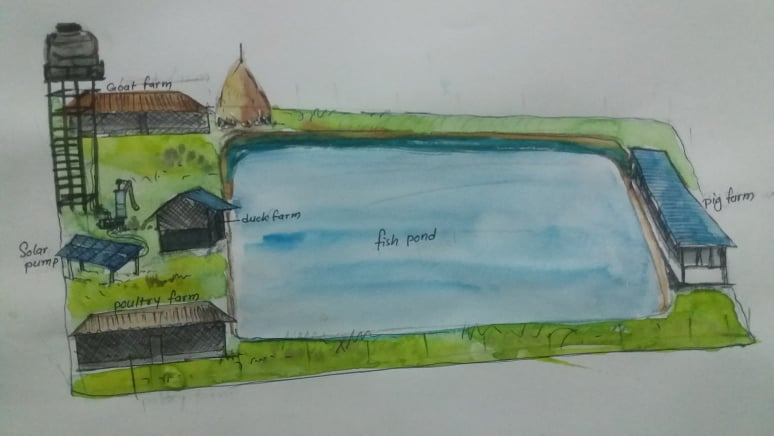 Goat farm
duck farm
pig farm
fish pond
Solar
pump
poultry farm